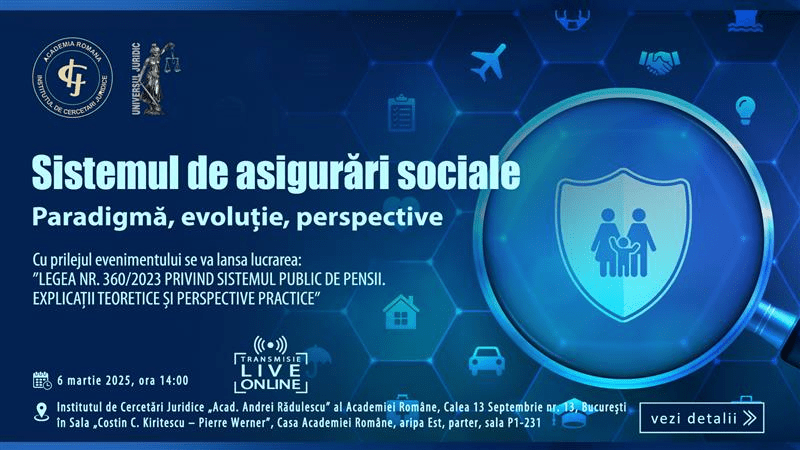 ACADEMIA ROMANA
INSTITUTUL DE CERCETARI JURIDICE
UNIVERSUL JURIDIC
Sistemul de asigurări sociale
Paradigmă, evoluție, perspective
Cu prilejul evenimentului se va lansa lucrarea:
"LEGEA NR. 360/2023 PRIVIND SISTEMUL PUBLIC DE PENSII.
EXPLICAȚII TEORETICE ȘI PERSPECTIVE PRACTICE"
TRANSMISIE
LIVE
ONLINE
6 martie 2025, ora 14:00
Institutul de Cercetări Juridice „Acad. Andrei Rădulescu" al Academiei Române, Calea 13 Septembrie nr. 13, București
în Sala „Costin C. Kiritescu – Pierre Werner", Casa Academiei Române, aripa Est, parter, sala P1-231
vezi detalii